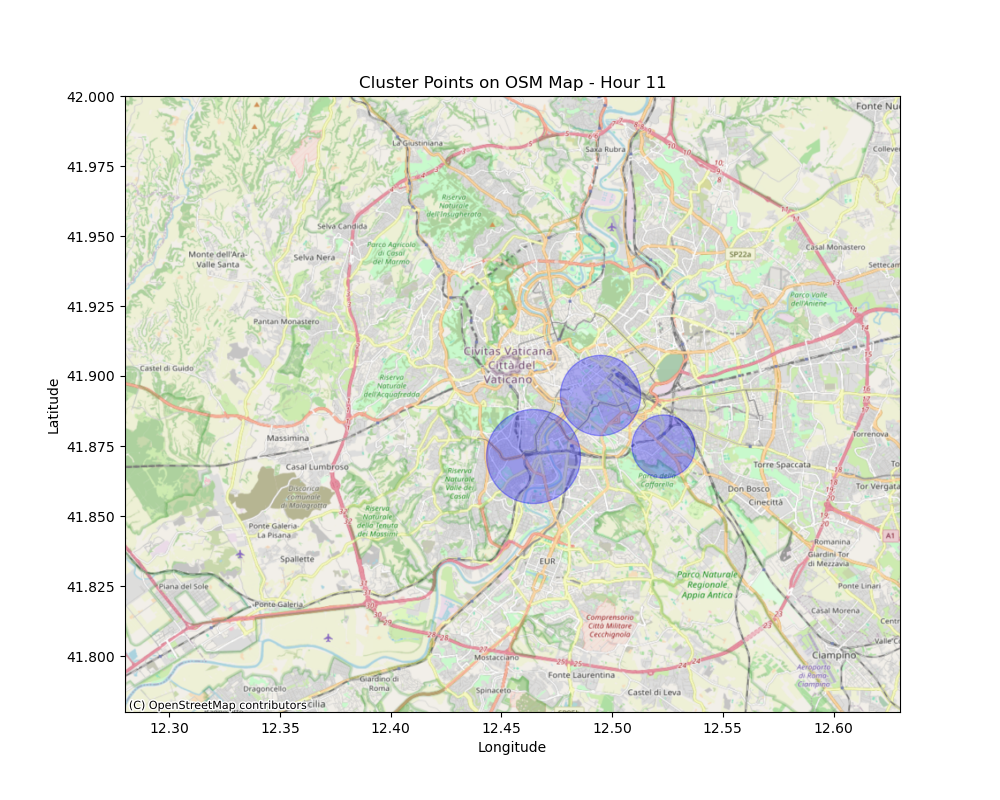 Cluster Points on OSM Map - Hour 11
42.000
41.975
41.950
41.925
41.900
41.875
41.850
41.825
41.800
Latitude
12.30
12.35
12.40
12.45
12.50
12.55
12.60
Longitude
Fonte Nu
La Giustiniana
Saxa Rubra
Colleve
Riserva
Naturale
dell'Insugherata
Selva Candida
Parco Agricolo
di Casal
del Marmo
Monte dell'Ara-
Valle Santa
Selva Nera
SP22a
Casal Monastero
Settecam
Parco Valle
dell'Aniene
Pantan Monastero
Castel di Guido
Civitas Vaticana
Città del
Vaticano
Riserva
Naturale
dell'Acquafredda
Massimina
Casal Lumbroso
Discarica
comunale di
Malagrotta
Riserva
Naturale
Valle dei
Casali
Parco della
Caffarella
Torre Spaccata
Torrenova
To
Tor Vergata
Don Bosco
Cinecittà
Riserva
Naturale
della Tenuta
dei Massimi
Ponte Galeria-
La Pisana
Spallette
A1
Romanina
Giardini Tor
di Mezzavia
EUR
Piana del Sole
Ponte Galeria
Parco Naturale
Regionale
Appia Antica
Ponte Linari
Casal Morena
Centr
Comprensorio
Città Militare
Cecchignola
Valle C
Mostacciano
Ciampino
Fonte Laurentina
Aeroporto
di Roma-
Ciampino
Giardino di
Roma
Dragoncello
Spinaceto
Castel di Leva
(C) OpenStreetMap contributors
cilia